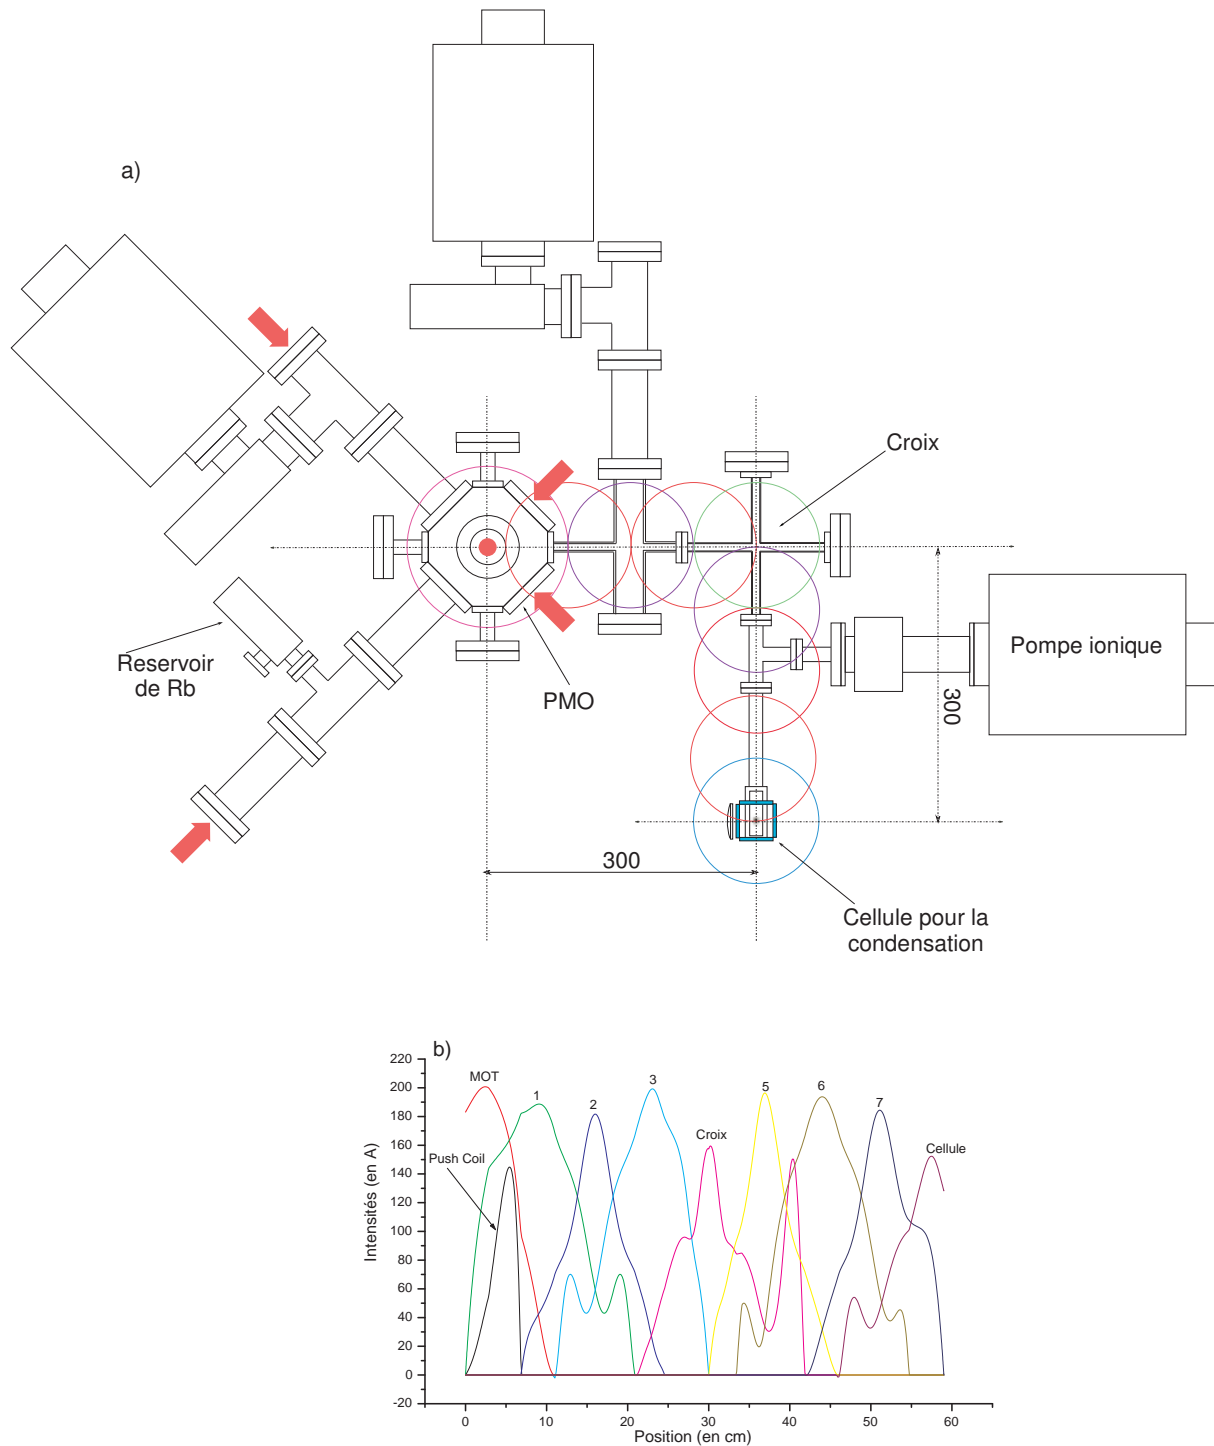 a)
Croix
Pompe ionique
Reservoir
de Rb
PMO
300
300
Cellule pour la
condensation
b)
220
200
180
160
140
120
100
80
60
40
20
0
-20
Intensités (en A)
MOT
1
2
3
5
6
7
Push Coil
Croix
Cellule
0
10
20
30
40
50
60
Position (en cm)